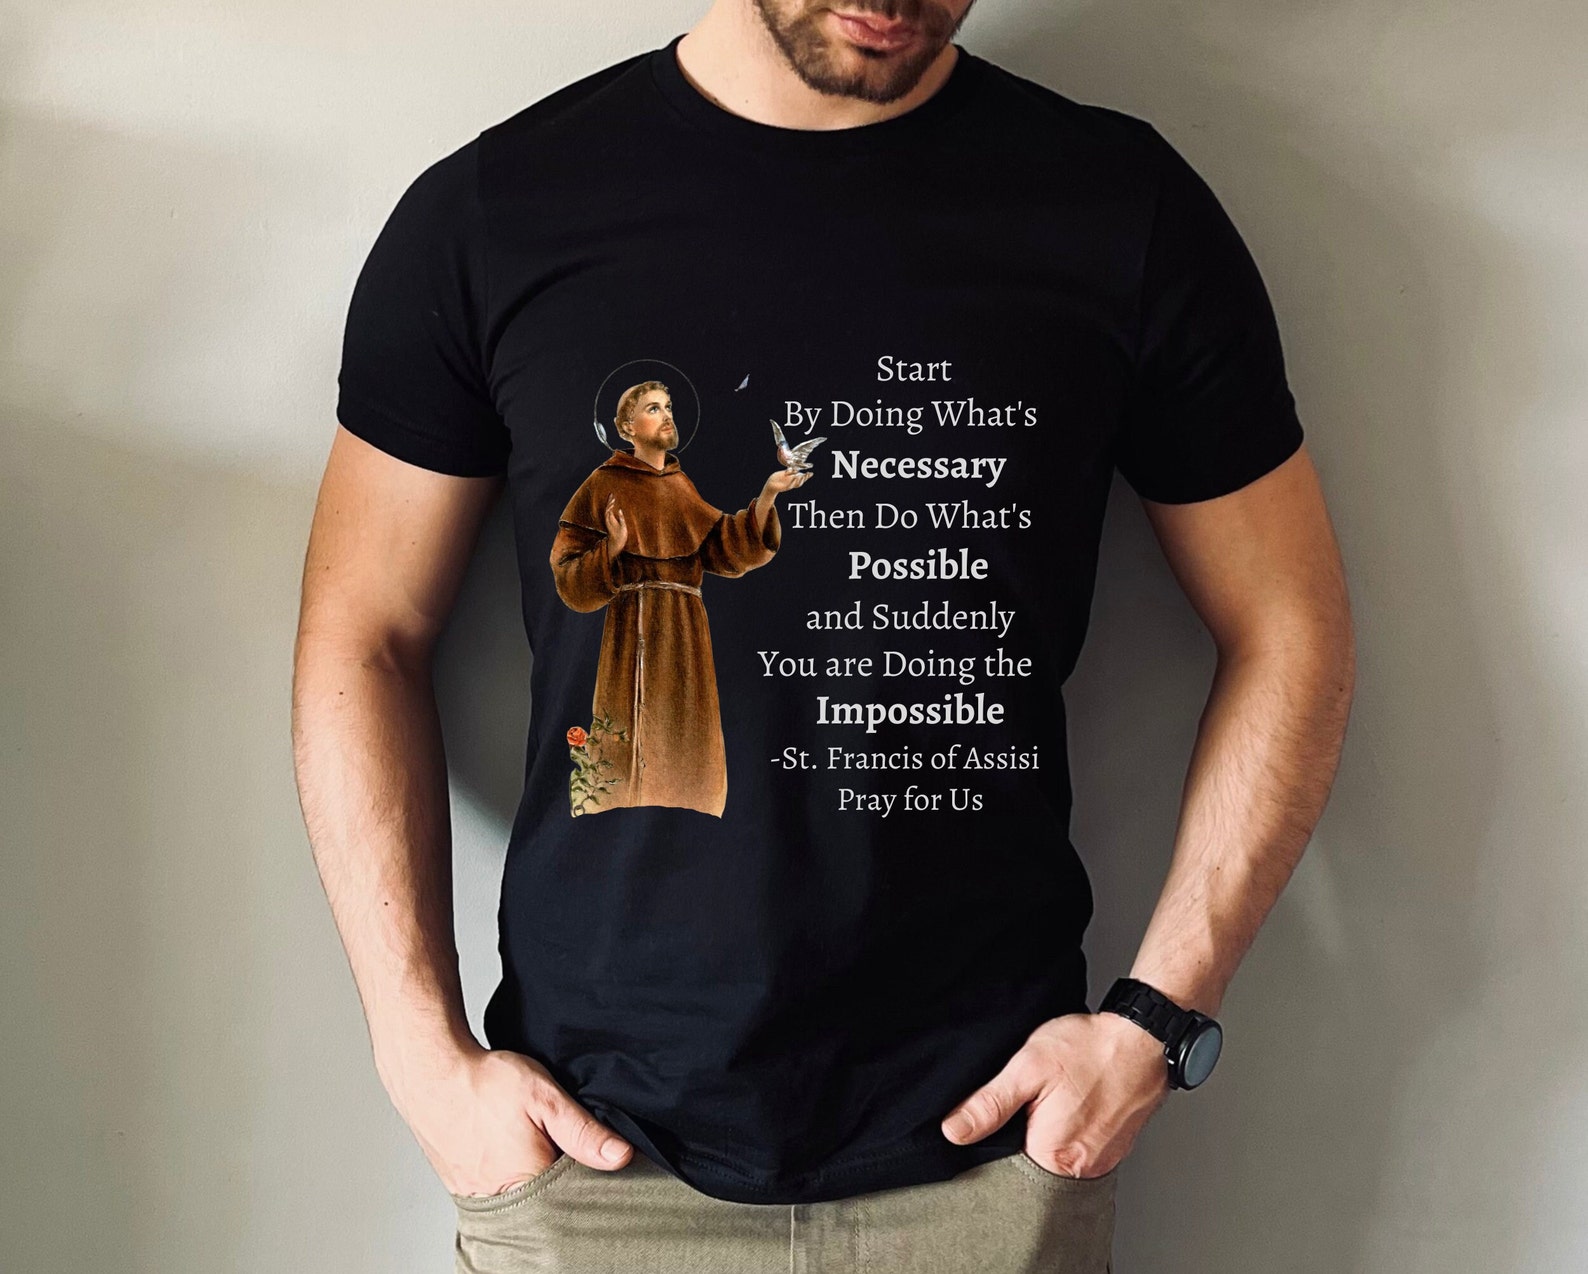 Start
By Doing What's
Necessary
Then Do What's
Possible
and Suddenly
You are Doing the
Impossible
-St. Francis of Assisi
Pray for Us